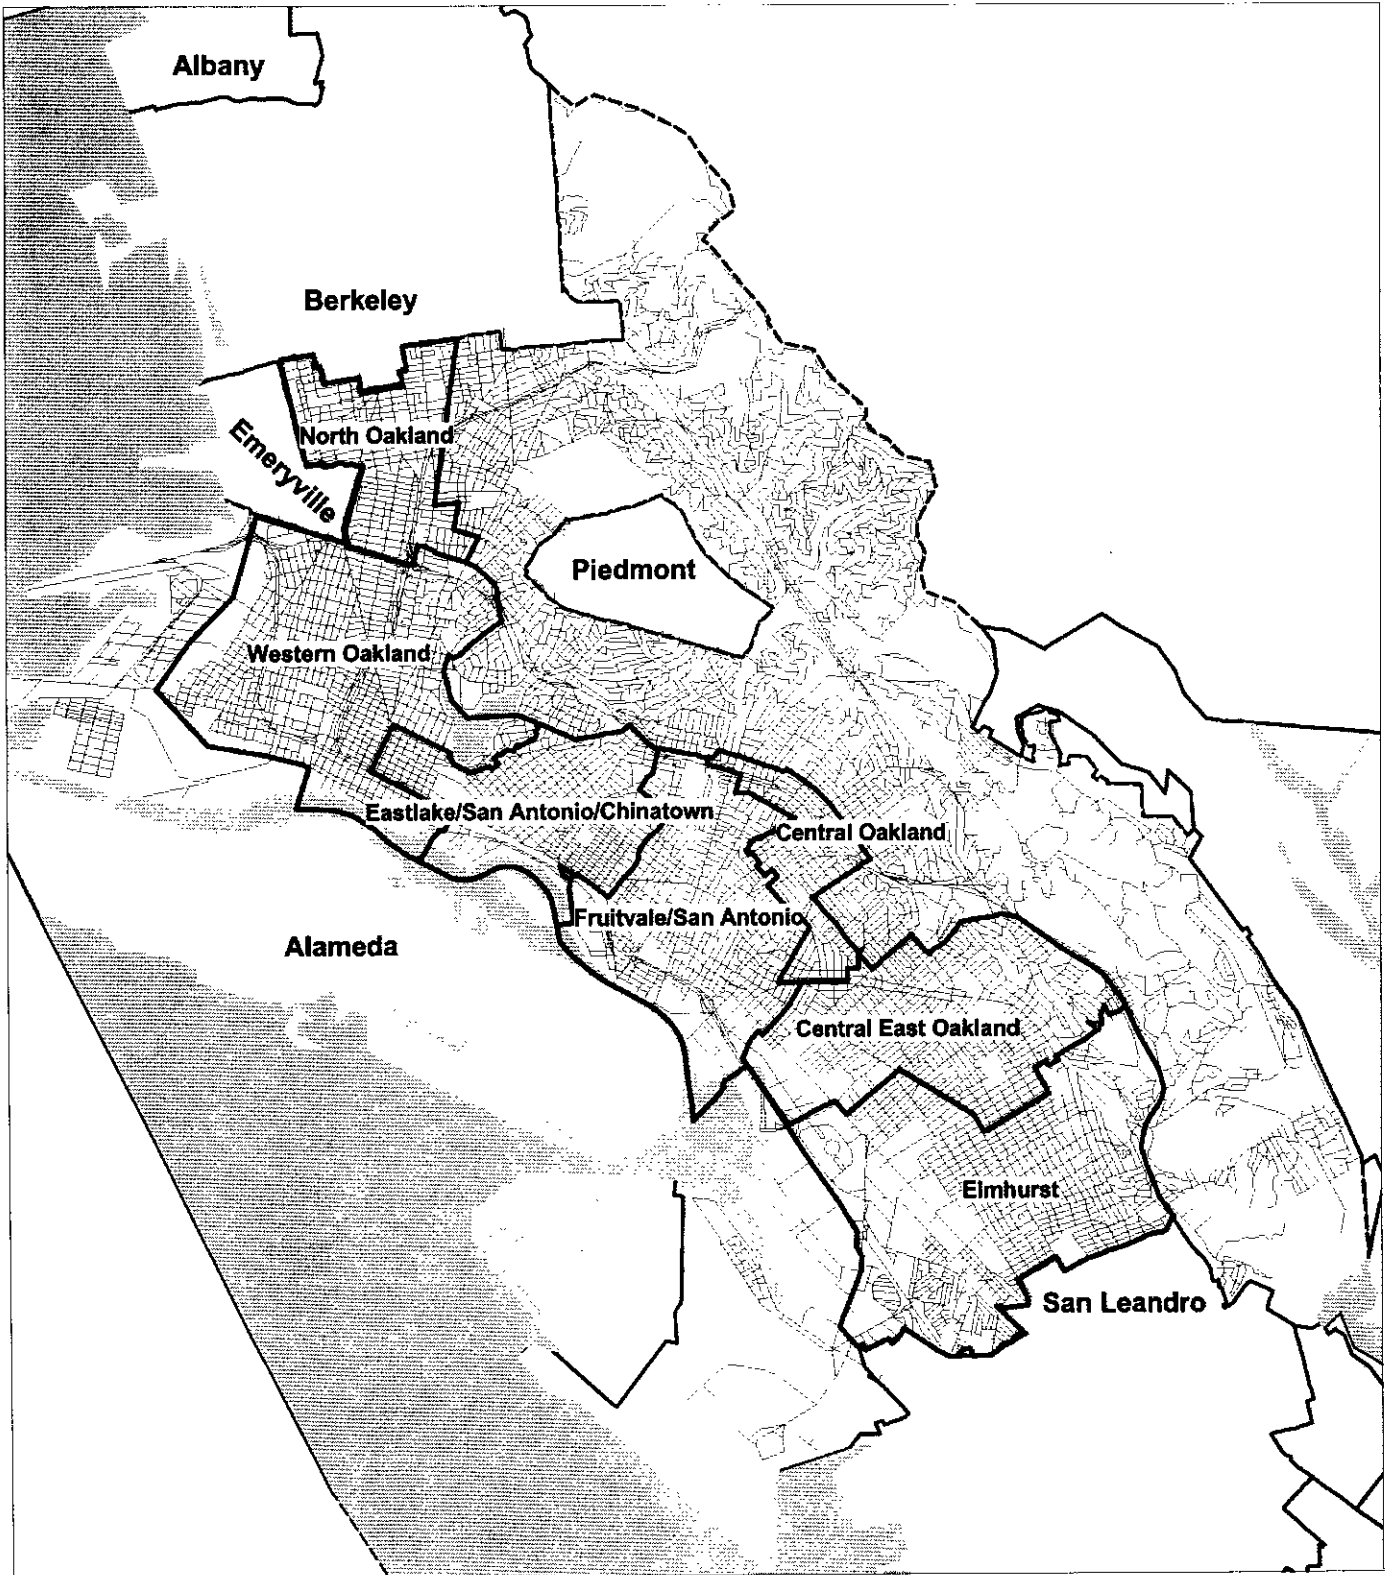 Albany
Berkeley
North Oakland
Emeryville
Piedmont
Western Oakland
Eastlake/San Antonio/Chinatown
Central Oakland
Fruitvale/San Antonio
Alameda
Central East Oakland
Elmhurst
San Leandro